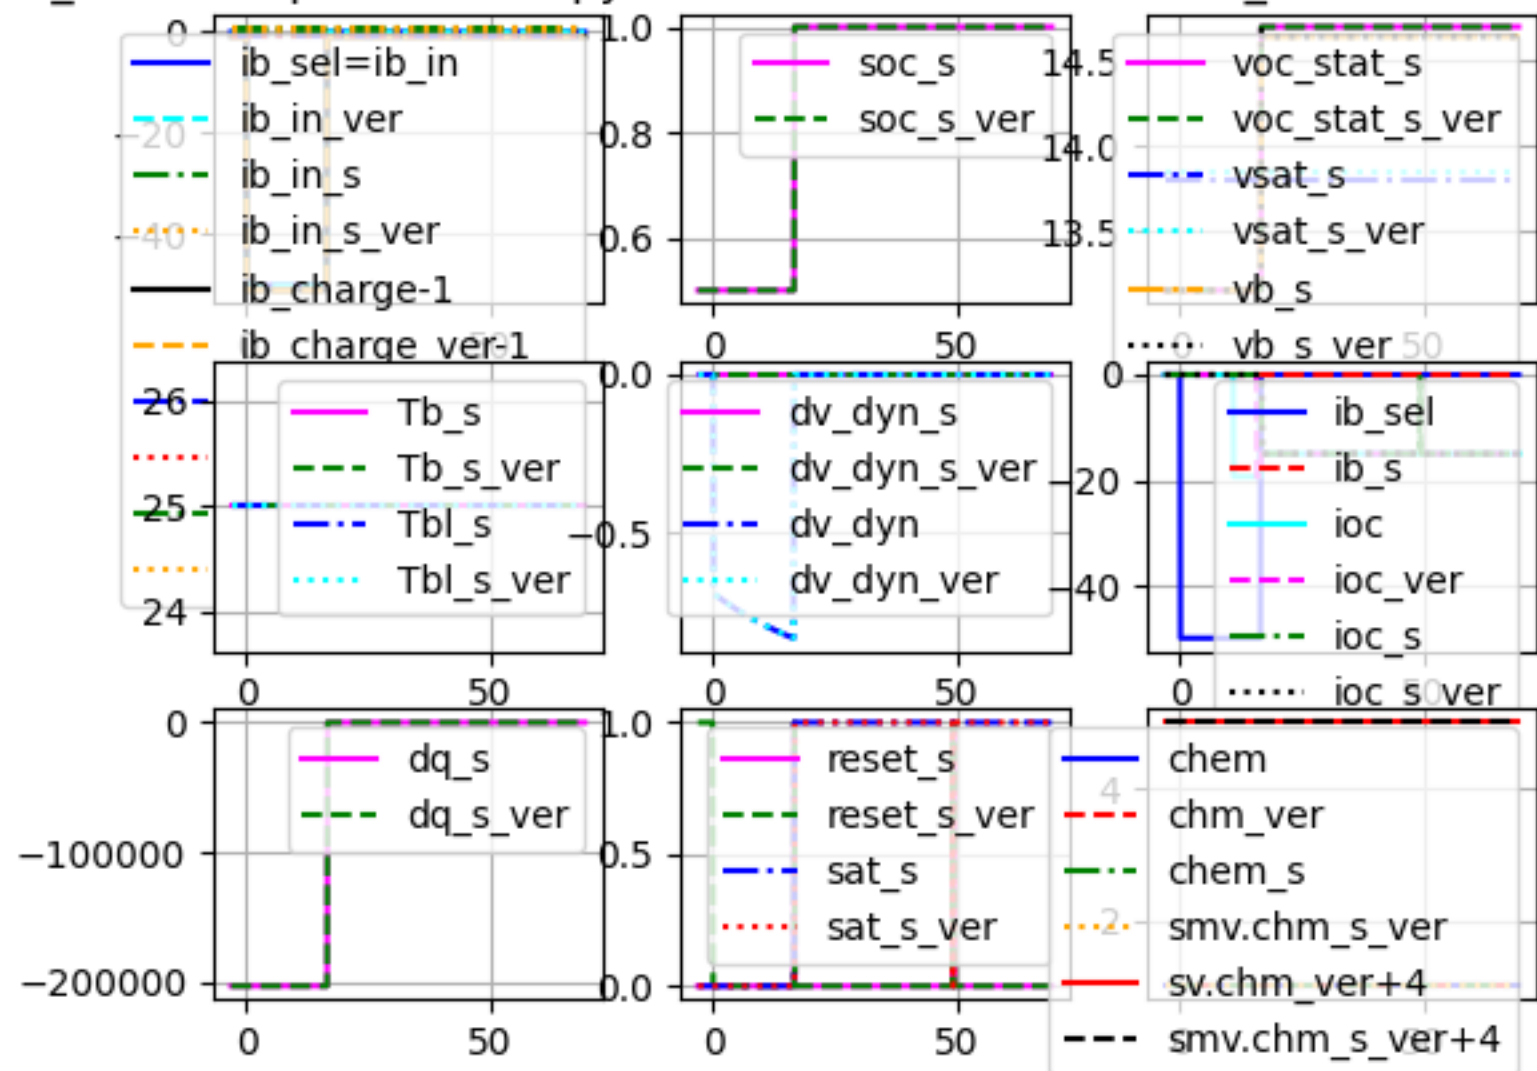 0
−20
−40
ib_sel=ib_in
ib_in_ver
ib_in_s
ib_in_s_ver
ib_charge-1
ib_charge_ver-1
50
1.0
0.8
0.6
soc_s
soc_s_ver
0
50
14.5
14.0
13.5
voc_stat_s
voc_stat_s_ver
vsat_s
vsat_s_ver
vb_s
vb_s_ver
0
50
26
25
24
Tb_s
Tb_s_ver
Tbl_s
Tbl_s_ver
0
50
0.0
−0.5
dv_dyn_s
dv_dyn_s_ver
dv_dyn
dv_dyn_ver
0
50
0
−20
−40
ib_sel
ib_s
ioc
ioc_ver
ioc_s
ioc_s_ver
0
50
0
−100000
−200000
dq_s
dq_s_ver
0
50
1.0
0.5
0.0
reset_s
reset_s_ver
sat_s
sat_s_ver
0
50
4
2
chem
chm_ver
chem_s
smv.chm_s_ver
sv.chm_ver+4
smv.chm_s_ver+4